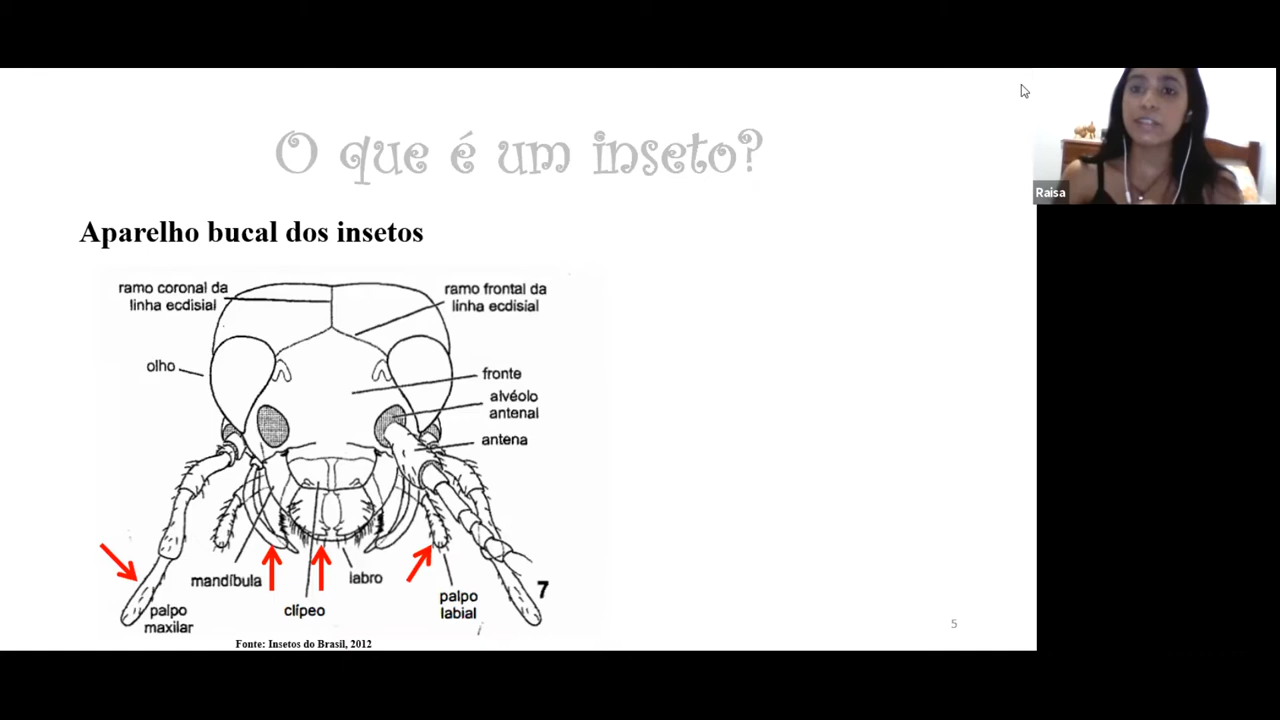 O que é um inseto?
Raisa
Aparelho bucal dos insetos
ramo coronal da
linha ecdisial
ramo frontal da
linha ecdisial
olho
fronte
alvéolo
antenal
antena
mandíbula
labro
clípeo
palpo
maxilar
palpo
labial
7
5
Fonte: Insetos do Brasil, 2012